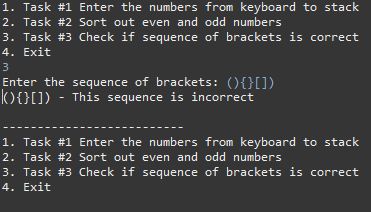 1. Task #1 Enter the numbers from keyboard to stack
2. Task #2 Sort out even and odd numbers
3. Task #3 Check if sequence of brackets is correct
4. Exit
3
Enter the sequence of brackets: (){}[])
(){}[]) - This sequence is incorrect
--------------------------
1. Task #1 Enter the numbers from keyboard to stack
2. Task #2 Sort out even and odd numbers
3. Task #3 Check if sequence of brackets is correct
4. Exit